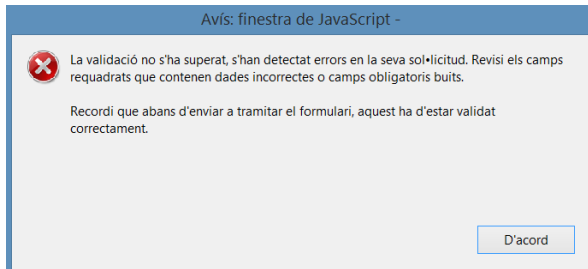 Avís: finestra de JavaScript -
La validació no s'ha superat, s'han detectat errors en la seva sol•licitud. Revisi els camps
requadrats que contenen dades incorrectes o camps obligatoris buits.
Recordi que abans d'enviar a tramitar el formulari, aquest ha d'estar validat
correctament.
D'acord